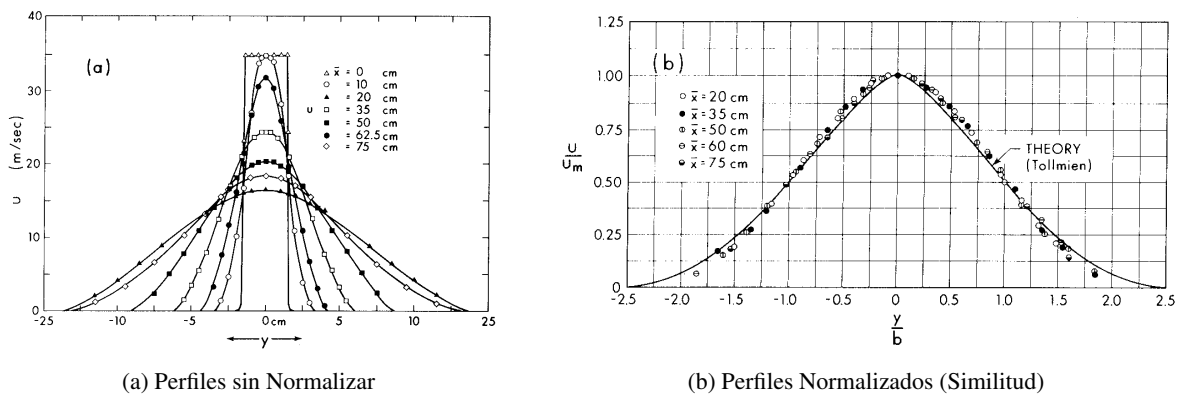 40
30
20
10
0
U (m/sec)
(a)
△ x̄ = 0 cm
○ = 10 cm
▲ = 20 cm
U □ = 35 cm
■ = 50 cm
● = 62.5 cm
◇ = 75 cm
-25 -10 -5 0 cm 5 10 25
y
(a) Perfiles sin Normalizar
1.25
1.00
0.75
0.50
0.25
0
U
Um
(b)
x̄ = 20 cm
x̄ = 35 cm
x̄ = 50 cm
x̄ = 60 cm
x̄ = 75 cm
THEORY
(Tollmien)
-2.5 -2.0 -1.5 -1.0 -0.5 0 0.5 1.0 1.5 2.0 2.5
y
b
(b) Perfiles Normalizados (Similitud)